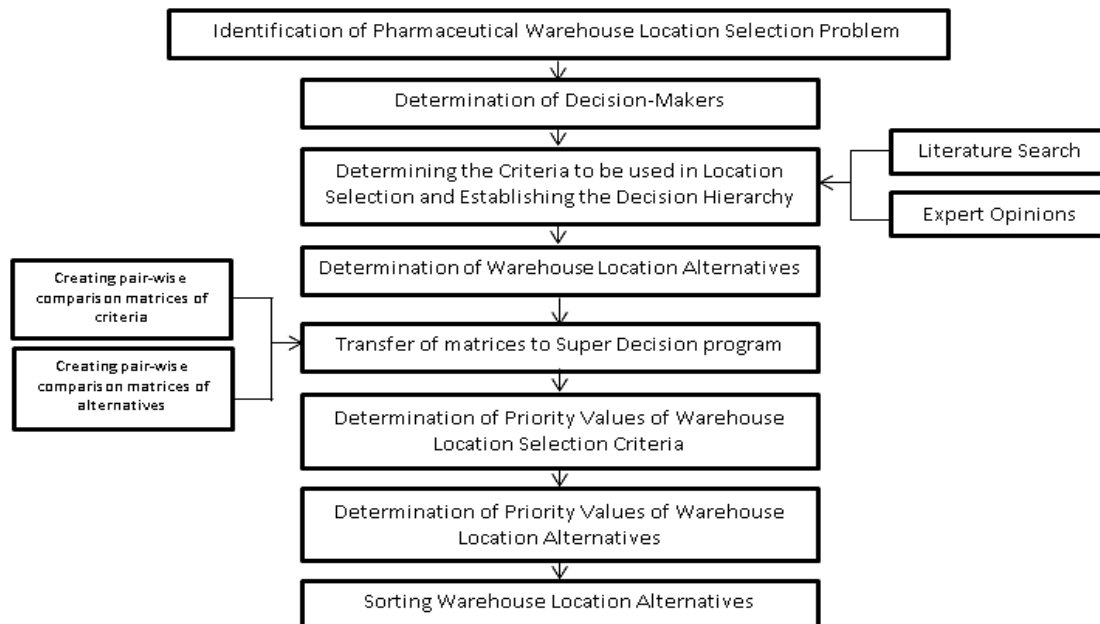 Identification of Pharmaceutical Warehouse Location Selection Problem
Determination of Decision-Makers
Determining the Criteria to be used in Location
Selection and Establishing the Decision Hierarchy
Literature Search
Expert Opinions
Determination of Warehouse Location Alternatives
Creating pair-wise
comparison matrices of
criteria
Creating pair-wise
comparison matrices of
alternatives
Transfer of matrices to Super Decision program
Determination of Priority Values of Warehouse
Location Selection Criteria
Determination of Priority Values of Warehouse
Location Alternatives
Sorting Warehouse Location Alternatives